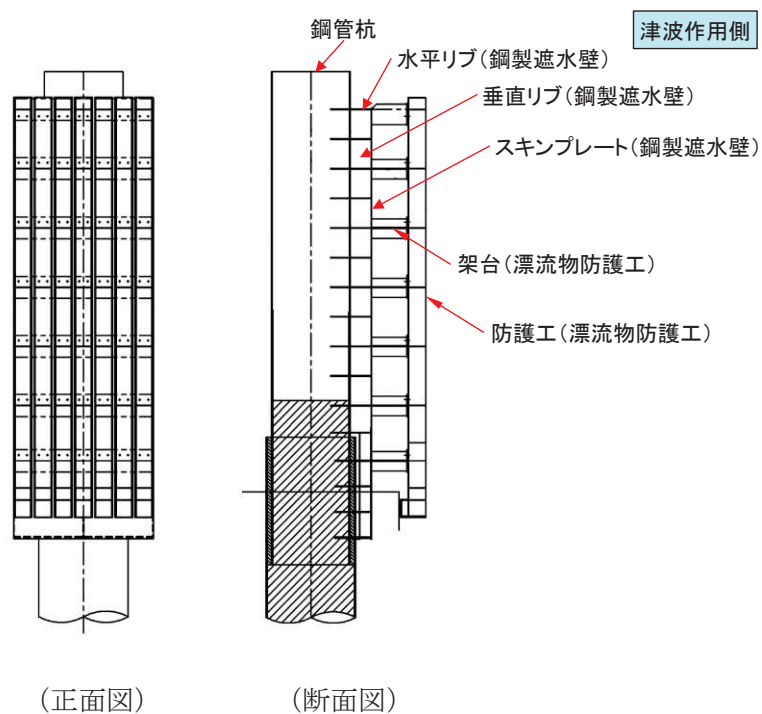 鋼管杭
津波作用側
水平リブ(鋼製遮水壁)
垂直リブ(鋼製遮水壁)
スキンプレート(鋼製遮水壁)
架台(漂流物防護工)
防護工(漂流物防護工)
(正面図)
(断面図)